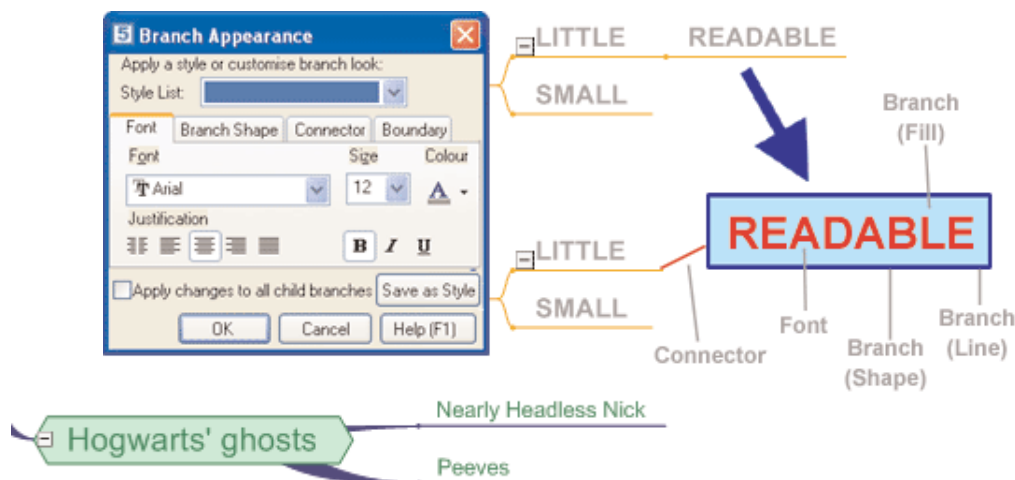 5 Branch Appearance
Apply a style or customise branch look:
Style List:
Font Branch Shape Connector Boundary
Font Size Colour
Arial 12 A
Justification
B I U
Apply changes to all child branches Save as Style
OK Cancel Help (F1)
LITTLE READABLE
SMALL
Branch
(Fill)
READABLE
LITTLE
SMALL
Connector
Font
Branch
(Shape)
Branch
(Line)
Hogwarts' ghosts
Nearly Headless Nick
Peeves